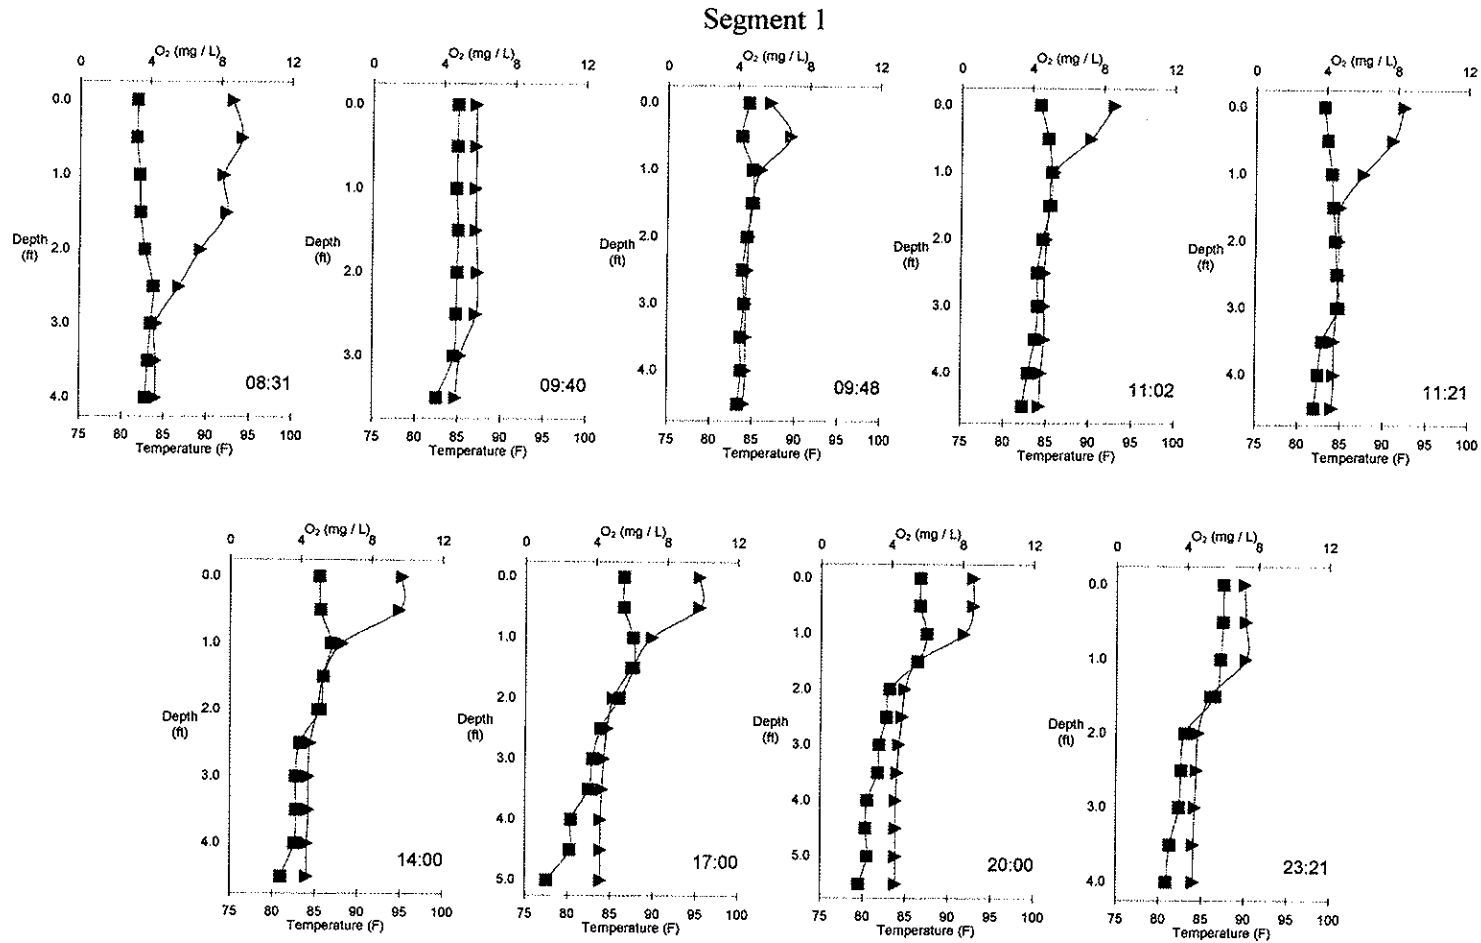 Segment 1
O₂ (mg / L)
0 4 8 12
0.0
1.0
Depth
(ft)
2.0
3.0
4.0
08:31
75 80 85 90 95 100
Temperature (F)
O₂ (mg / L)
0 4 8 12
0.0
1.0
Depth
(ft)
2.0
3.0
09:40
75 80 85 90 95 100
Temperature (F)
O₂ (mg / L)
0 4 8 12
0.0
1.0
Depth
(ft)
2.0
3.0
4.0
09:48
75 80 85 90 95 100
Temperature (F)
O₂ (mg / L)
0 4 8 12
0.0
1.0
Depth
(ft)
2.0
3.0
4.0
11:02
75 80 85 90 95 100
Temperature (F)
O₂ (mg / L)
0 4 8 12
0.0
1.0
Depth
(ft)
2.0
3.0
4.0
11:21
75 80 85 90 95 100
Temperature (F)
O₂ (mg / L)
0 4 8 12
0.0
1.0
2.0
Depth
(ft)
3.0
4.0
14:00
75 80 85 90 95 100
Temperature (F)
O₂ (mg / L)
0 4 8 12
0.0
1.0
2.0
Depth
(ft)
3.0
4.0
5.0
17:00
75 80 85 90 95 100
Temperature (F)
O₂ (mg / L)
0 4 8 12
0.0
1.0
2.0
Depth
(ft)
3.0
4.0
5.0
20:00
75 80 85 90 95 100
Temperature (F)
O₂ (mg / L)
0 4 8 12
0.0
1.0
2.0
Depth
(ft)
3.0
4.0
23:21
75 80 85 90 95 100
Temperature (F)